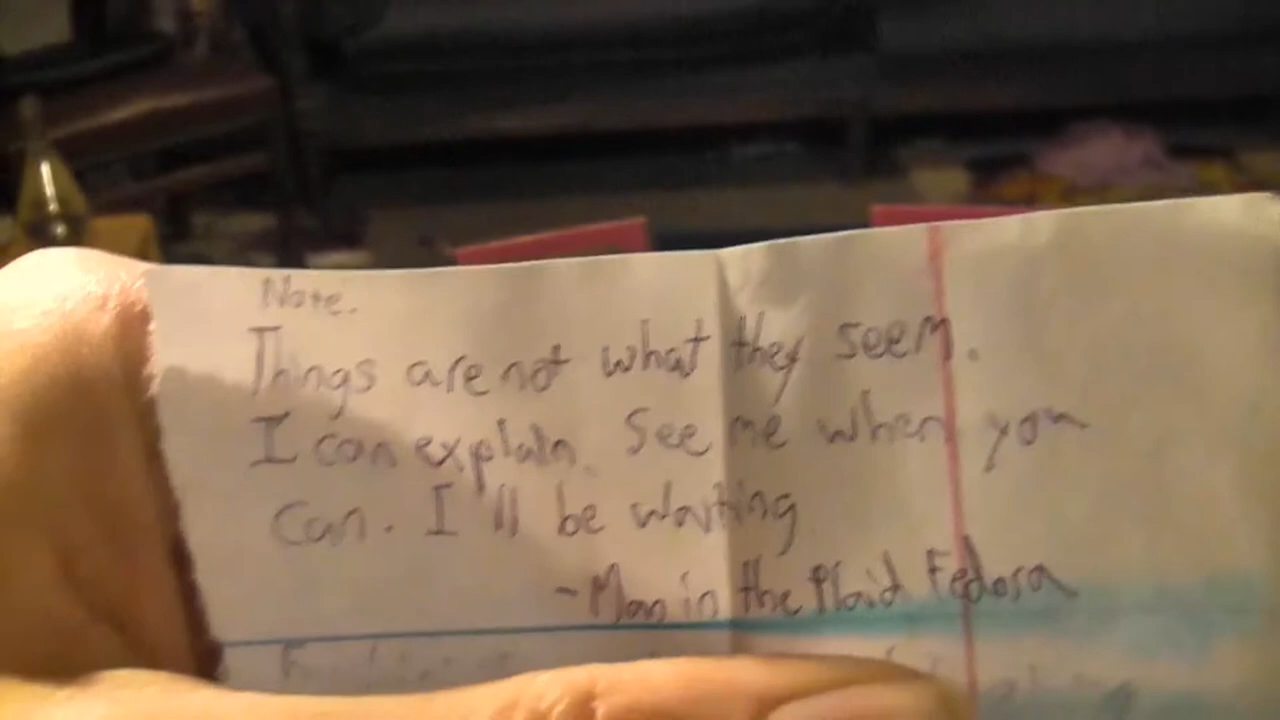 Note.
Things are not what they seem.
I can explain. See me when you
can. I'll be waiting
~Man in the Plaid Fedora